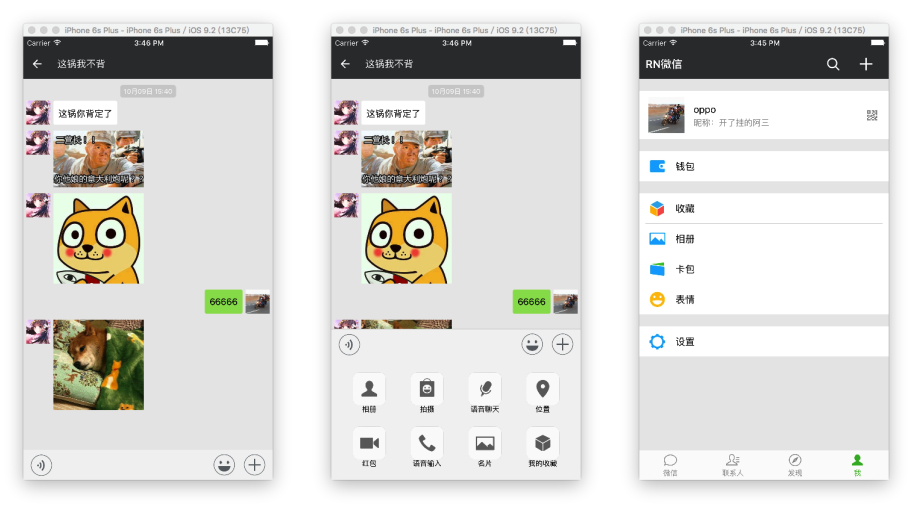 iPhone 6s Plus - iPhone 6s Plus / iOS 9.2 (13C75)
Carrier
3:46 PM
这锅我不背
10月09日 19:40
这锅你背定了
二营长！！
你他娘的意大利炮呢？？
66666
iPhone 6s Plus - iPhone 6s Plus / iOS 9.2 (13C75)
Carrier
3:46 PM
这锅我不背
10月09日 19:40
这锅你背定了
二营长！！
你他娘的意大利炮呢？？
66666
相册
拍摄
语音聊天
位置
红包
语音输入
名片
我的收藏
iPhone 6s Plus - iPhone 6s Plus / iOS 9.2 (13C75)
Carrier
3:45 PM
RN微信
oppo
昵称：开了挂的阿三
钱包
收藏
相册
卡包
表情
设置
微信
联系人
发现
我